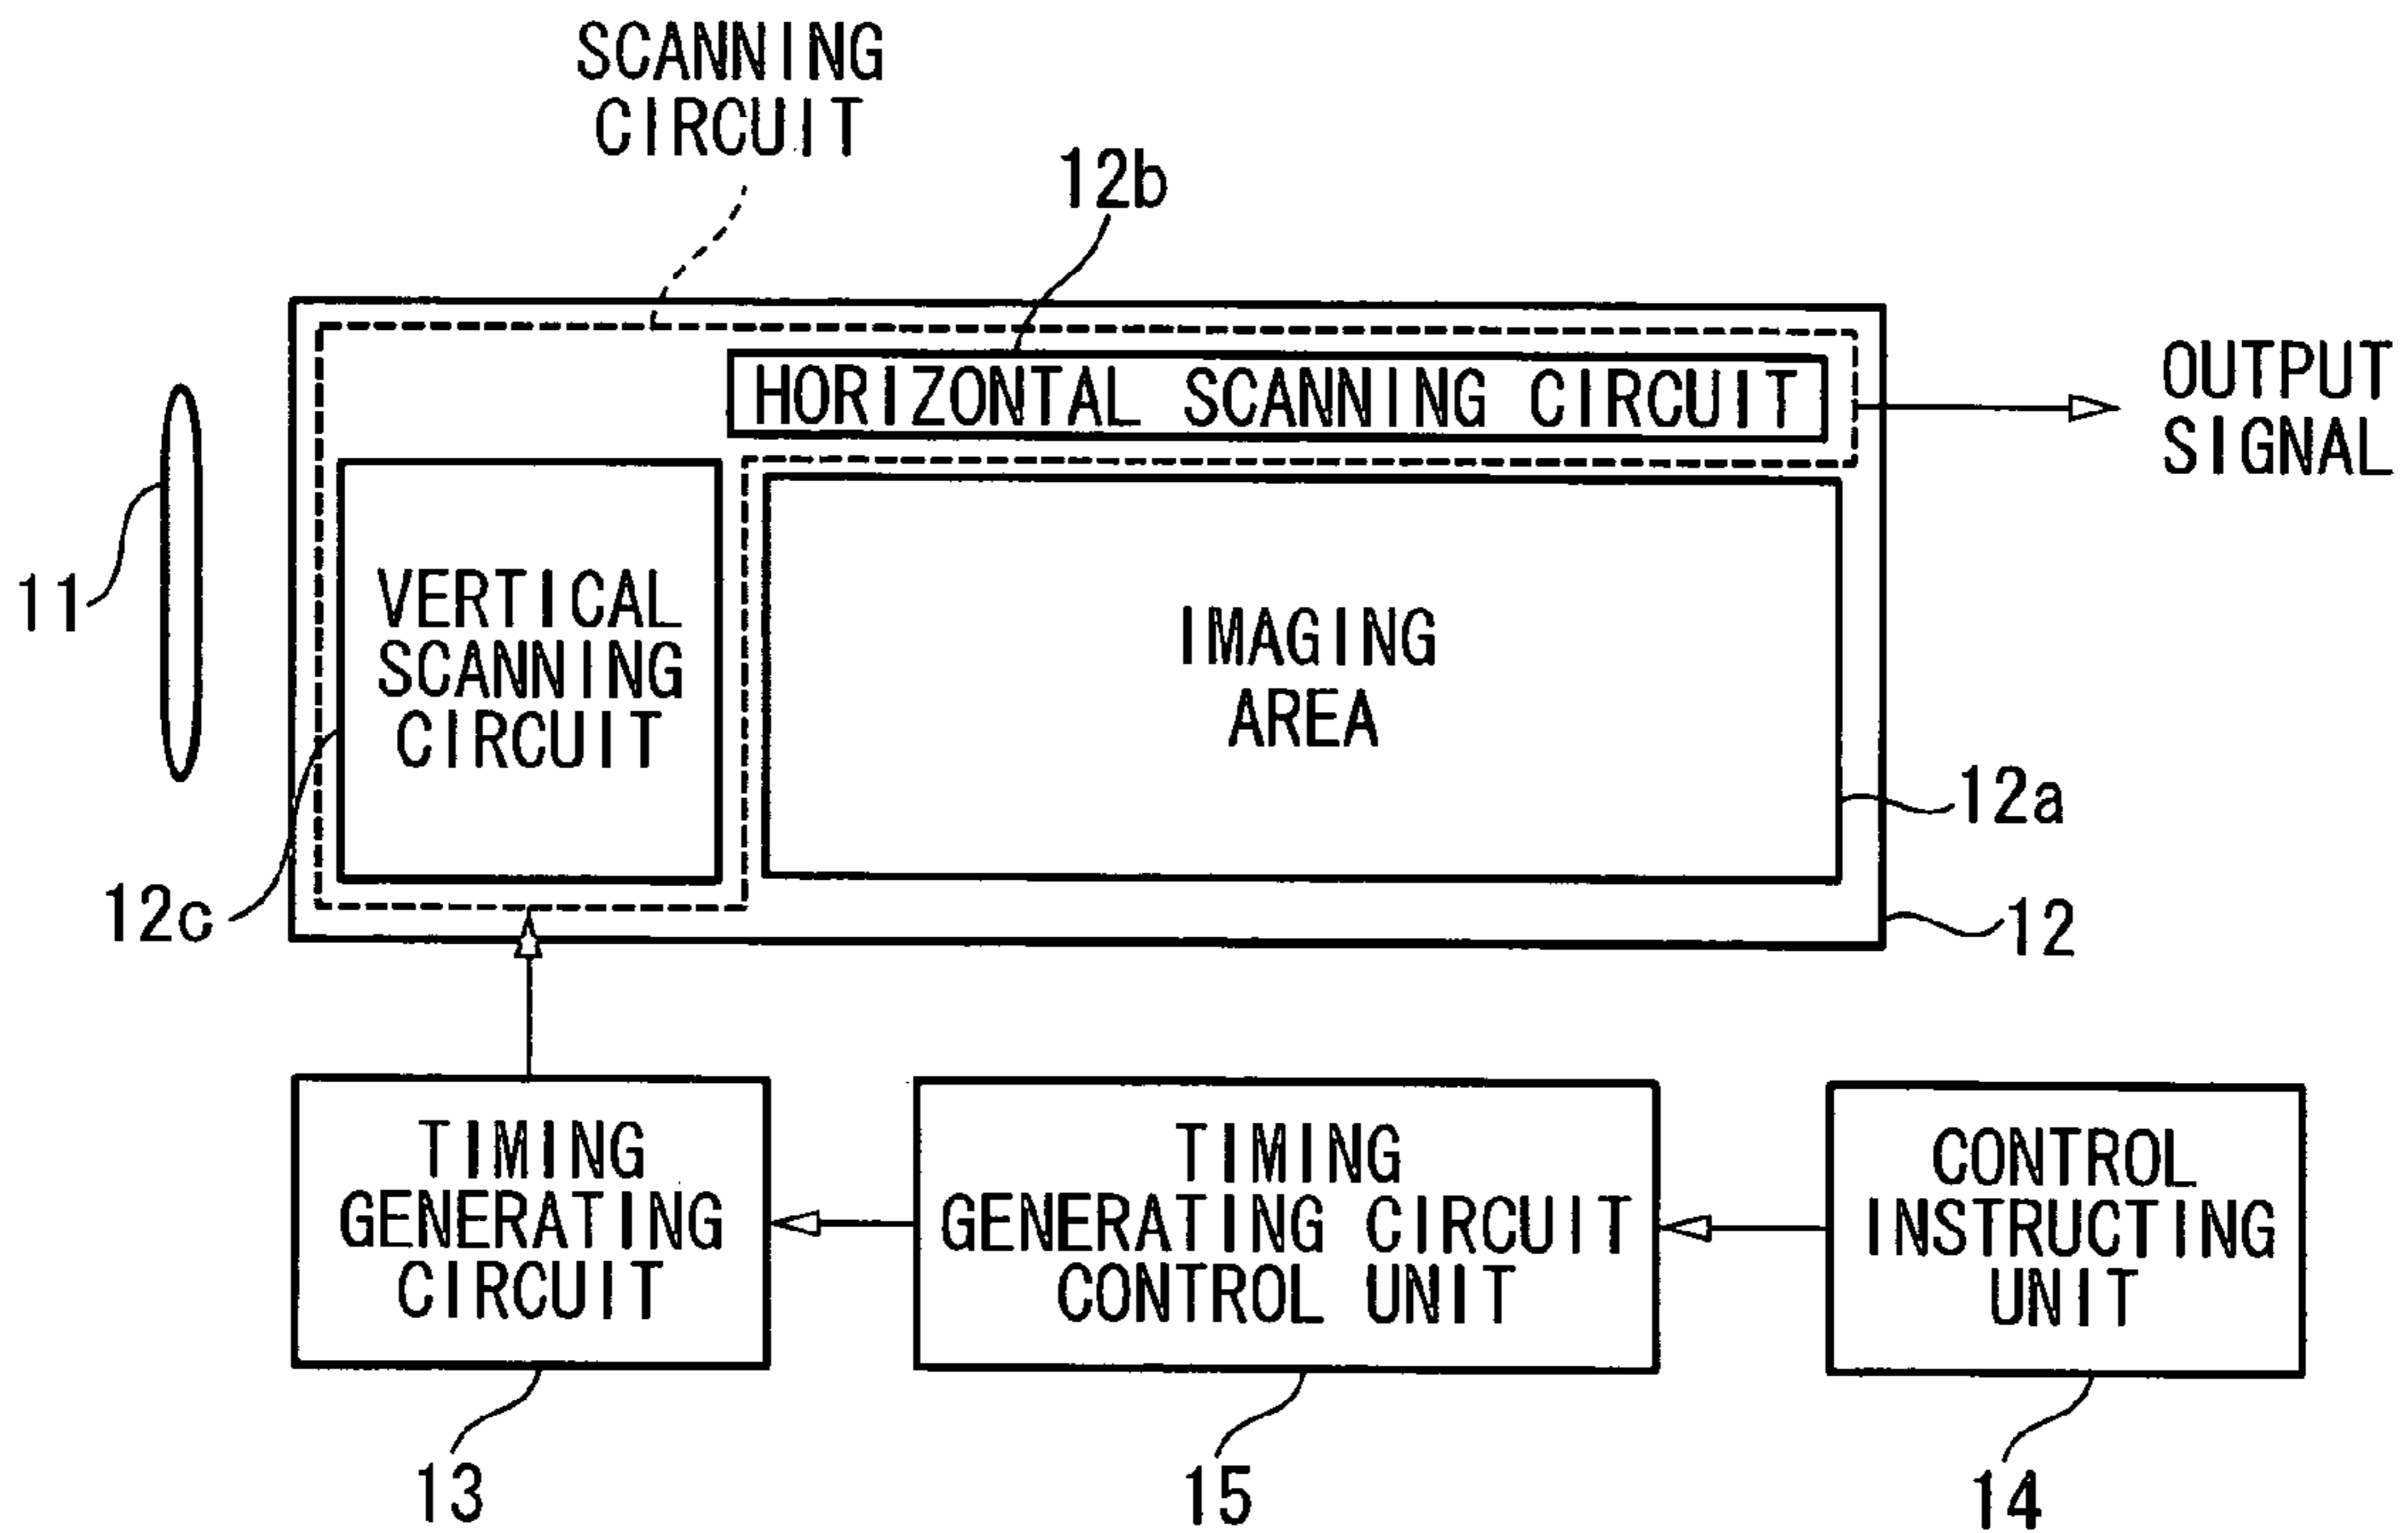 SCANNING
CIRCUIT
12b
HORIZONTAL SCANNING CIRCUIT
OUTPUT
SIGNAL
11
VERTICAL
SCANNING
CIRCUIT
IMAGING
AREA
12a
12c
12
TIMING
GENERATING
CIRCUIT
TIMING
GENERATING CIRCUIT
CONTROL UNIT
CONTROL
INSTRUCTING
UNIT
13
15
14